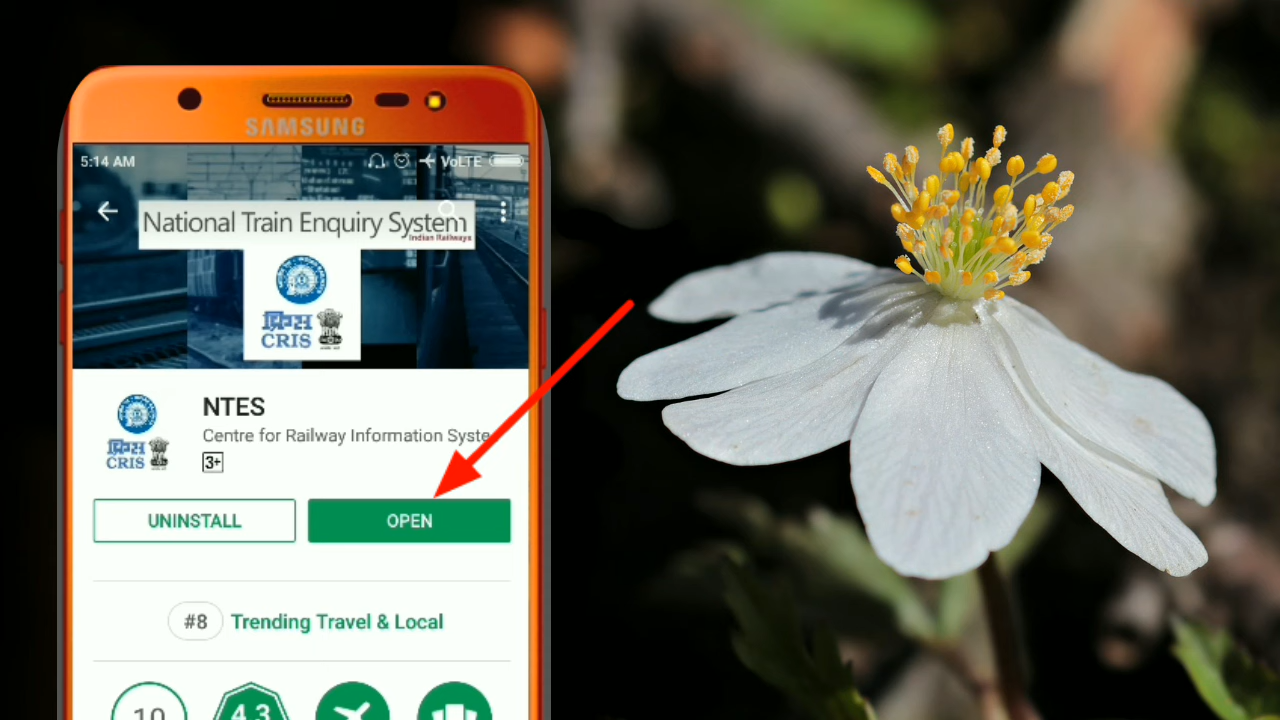 SAMSUNG
5:14 AM
VoLTE
National Train Enquiry System
Indian Railways
क्रिस
CRIS
NTES
Centre for Railway Information Syste
क्रिस
CRIS
3+
UNINSTALL
OPEN
#8
Trending Travel & Local
10
4.3